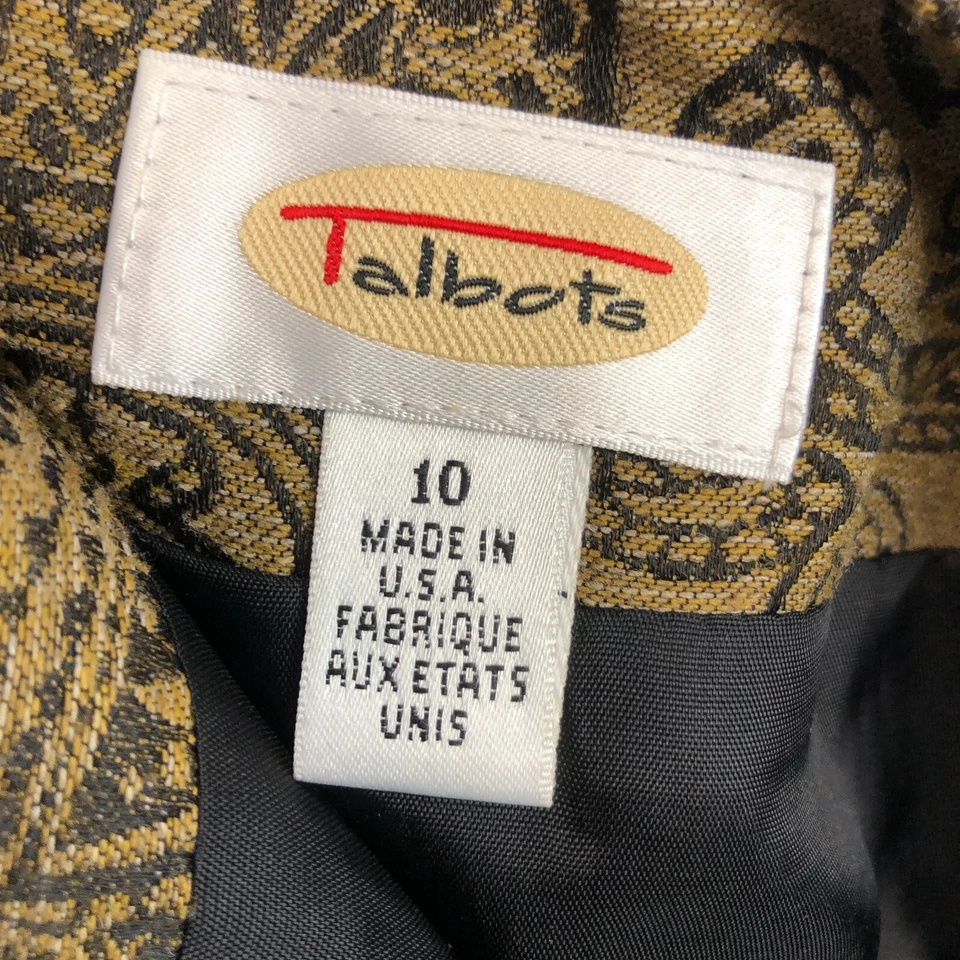 Talbots
10
MADE IN
U.S.A.
FABRIQUE
AUX ETATS
UNIS